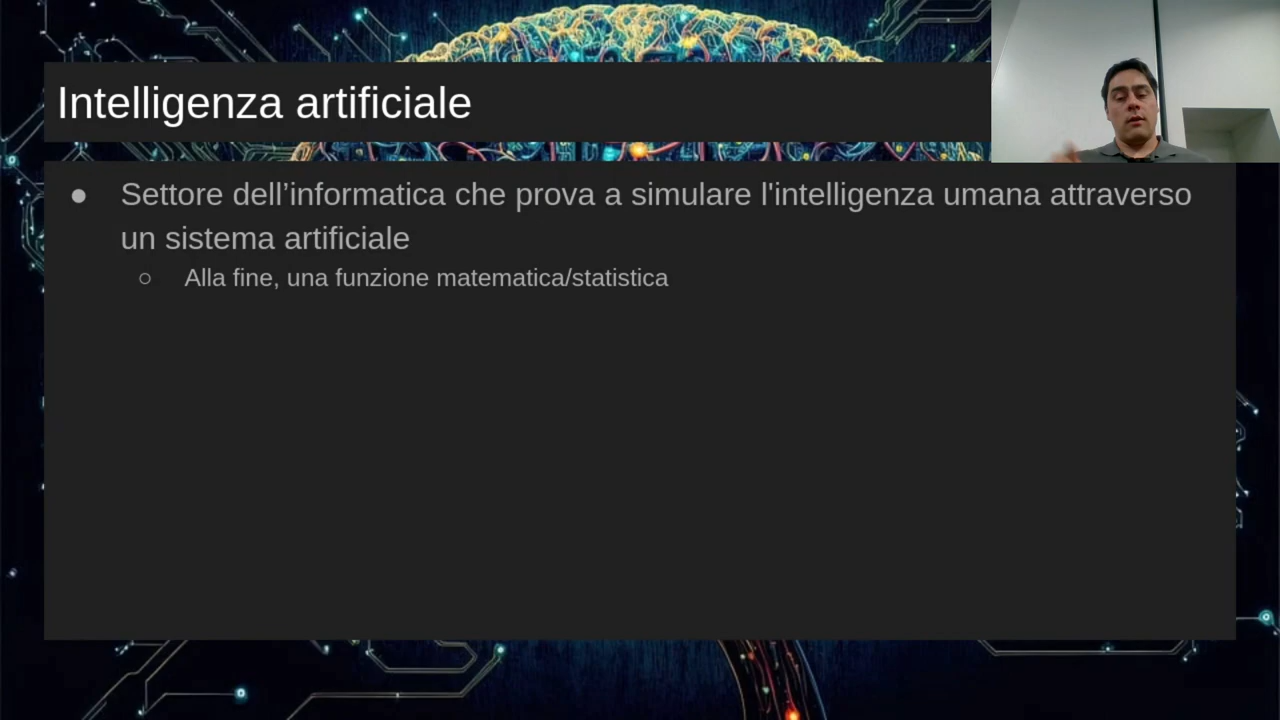 Intelligenza artificiale
● Settore dell’informatica che prova a simulare l'intelligenza umana attraverso
un sistema artificiale
○ Alla fine, una funzione matematica/statistica